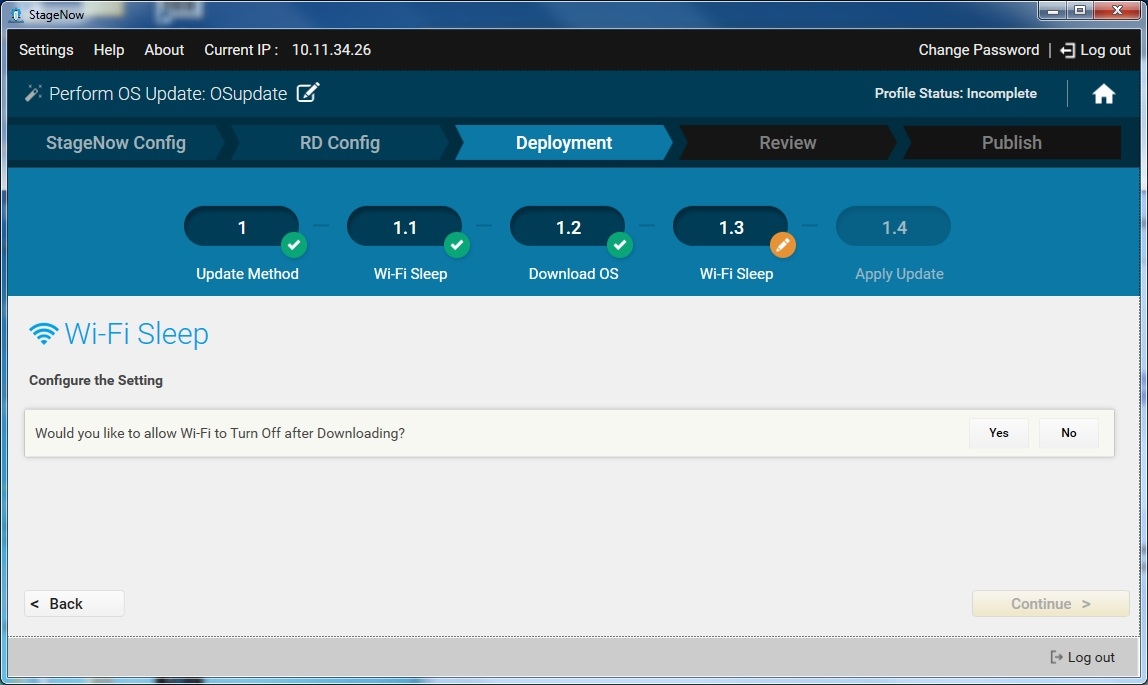 StageNow
Settings Help About Current IP : 10.11.34.26 Change Password | Log out
Perform OS Update: OSupdate Profile Status: Incomplete
StageNow Config RD Config Deployment Review Publish
1 1.1 1.2 1.3 1.4
Update Method Wi-Fi Sleep Download OS Wi-Fi Sleep Apply Update
Wi-Fi Sleep
Configure the Setting
Would you like to allow Wi-Fi to Turn Off after Downloading? Yes No
< Back Continue >
Log out